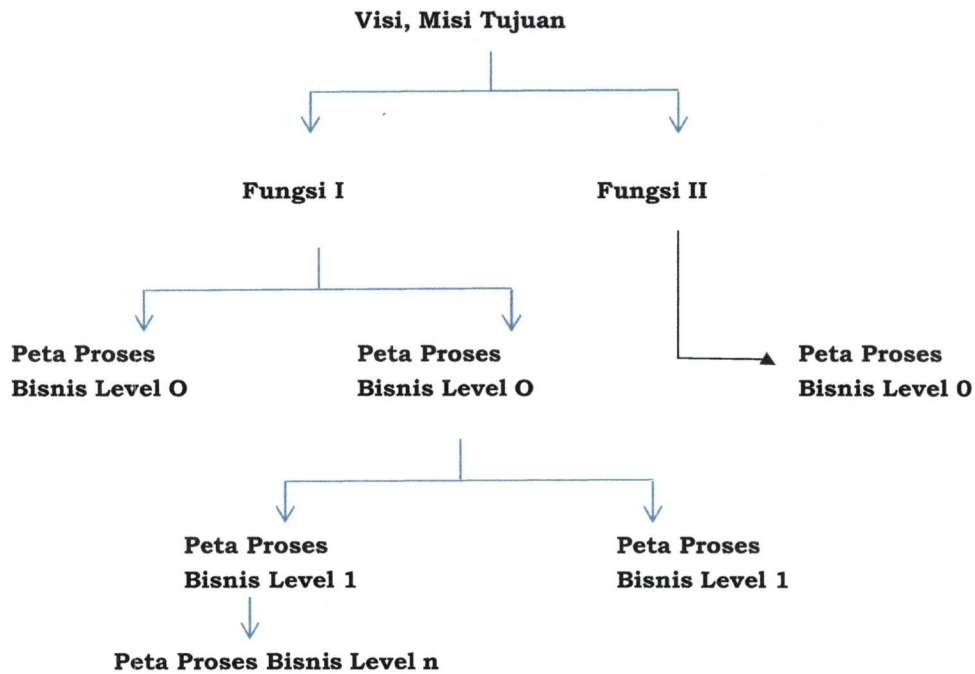 Visi, Misi Tujuan
Fungsi I
Fungsi II
Peta Proses
Bisnis Level O
Peta Proses
Bisnis Level O
Peta Proses
Bisnis Level 0
Peta Proses
Bisnis Level 1
Peta Proses
Bisnis Level 1
Peta Proses Bisnis Level n